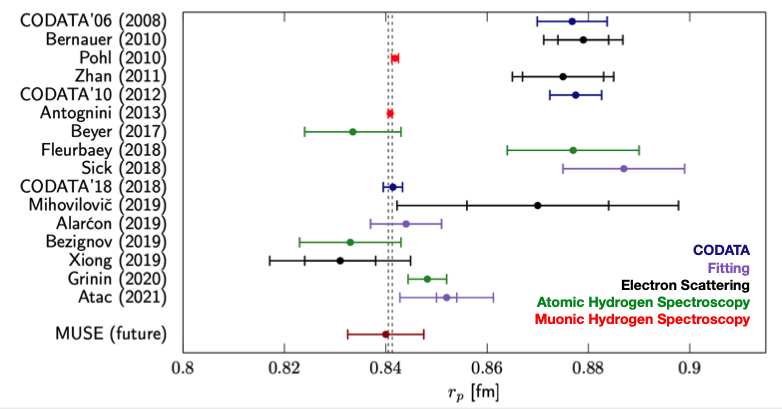 CODATA'06 (2008)
Bernauer (2010)
Pohl (2010)
Zhan (2011)
CODATA'10 (2012)
Antognini (2013)
Beyer (2017)
Fleurbaey (2018)
Sick (2018)
CODATA'18 (2018)
Mihovilovič (2019)
Alarćon (2019)
Bezignov (2019)
Xiong (2019)
Grinin (2020)
Atac (2021)
MUSE (future)
CODATA
Fitting
Electron Scattering
Atomic Hydrogen Spectroscopy
Muonic Hydrogen Spectroscopy
0.8 0.82 0.84 0.86 0.88 0.9
r_p [fm]